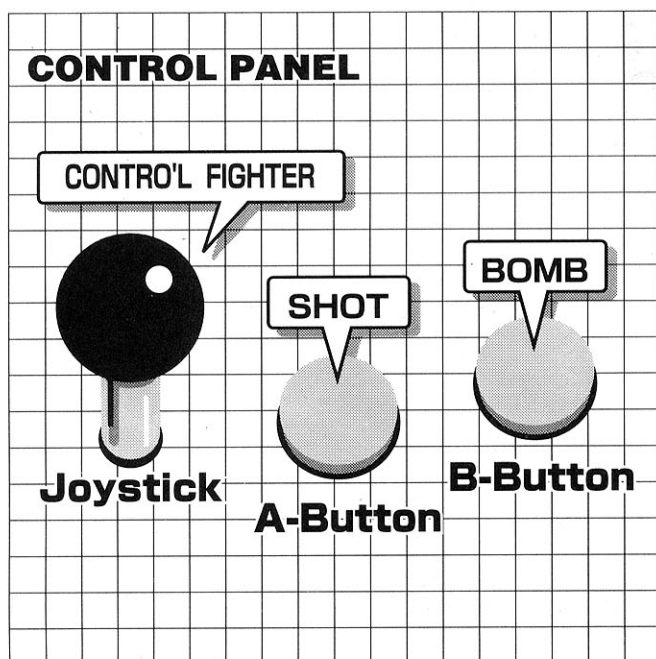 CONTROL PANEL
CONTRO'L FIGHTER
SHOT
BOMB
Joystick
A-Button
B-Button